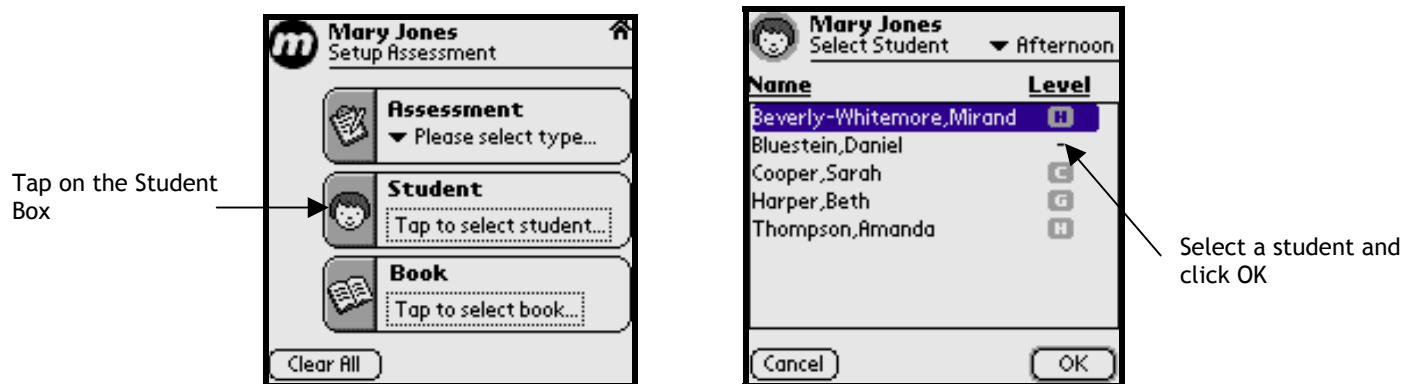 Mary Jones
Setup Assessment
Assessment
Please select type...
Student
Tap to select student...
Book
Tap to select book...
Clear All
Tap on the Student
Box
Mary Jones
Select Student Afternoon
Name Level
Beverly-Whitemore,Mirand H
Bluestein,Daniel -
Cooper,Sarah C
Harper,Beth G
Thompson,Amanda H
Cancel OK
Select a student and
click OK